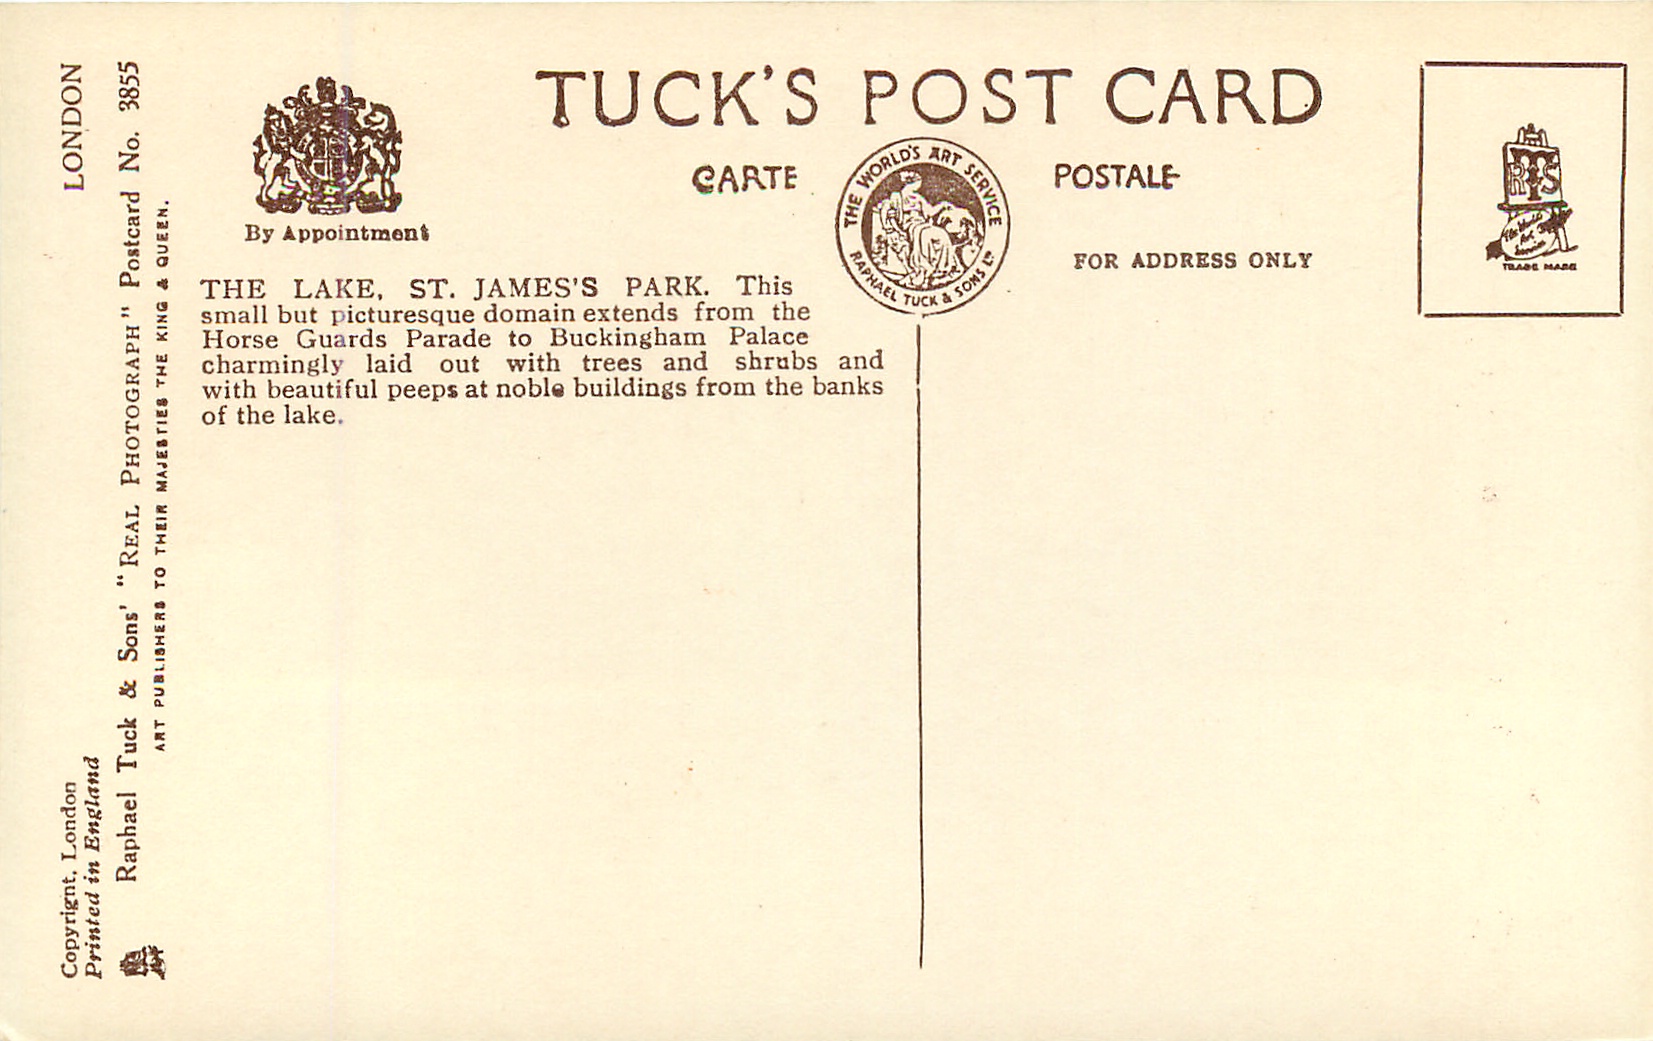 TUCK'S POST CARD
CARTE POSTALE
THE WORLD'S ART SERVICE
RAPHAEL TUCK & SONS LTD
FOR ADDRESS ONLY
RTS
TRADE MARK
By Appointment
THE LAKE, ST. JAMES'S PARK. This
small but picturesque domain extends from the
Horse Guards Parade to Buckingham Palace
charmingly laid out with trees and shrubs and
with beautiful peeps at noble buildings from the banks
of the lake.
LONDON
Copyright, London
Printed in England
Raphael Tuck & Sons' "REAL PHOTOGRAPH" Postcard No. 3855
ART PUBLISHERS TO THEIR MAJESTIES THE KING & QUEEN.